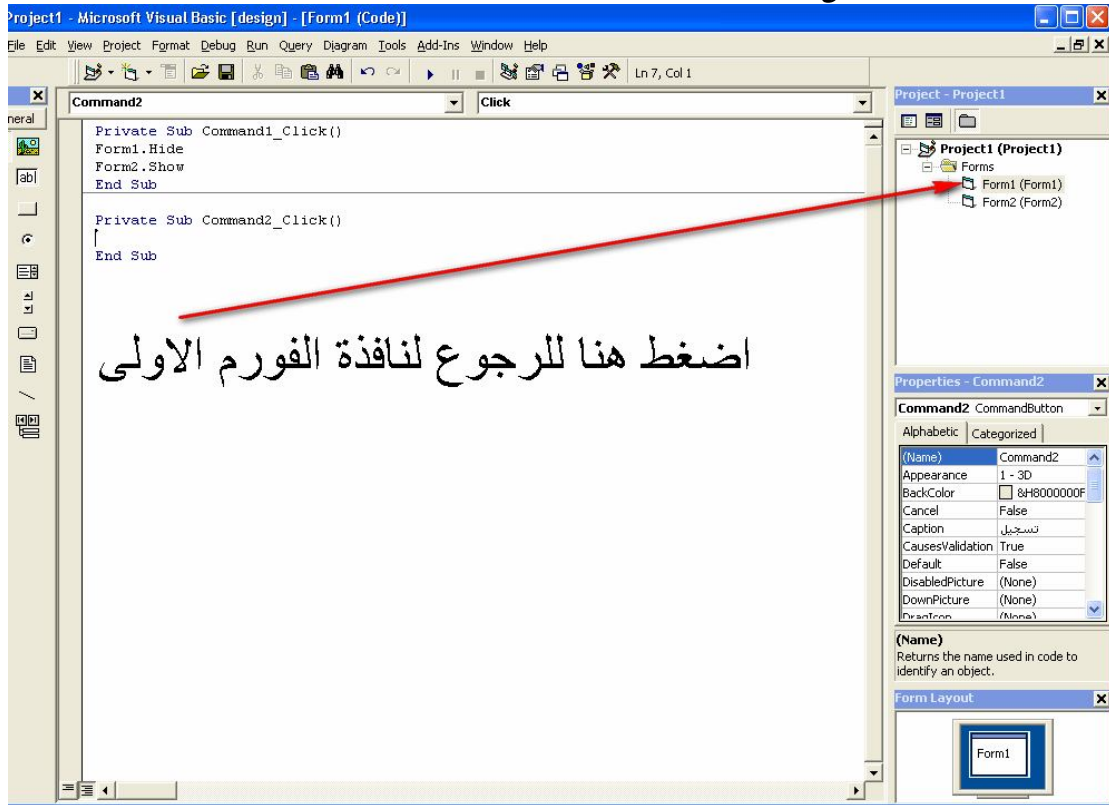 Project1 - Microsoft Visual Basic [design] - [Form1 (Code)]
File Edit View Project Format Debug Run Query Diagram Tools Add-Ins Window Help
Ln 7, Col 1
neral
ab
Command2
Click
Private Sub Command1_Click()
Form1.Hide
Form2.Show
End Sub
Private Sub Command2_Click()
End Sub
اضغط هنا للرجوع لنافذة الفورم الاولى
Project - Project1
Project1 (Project1)
Forms
Form1 (Form1)
Form2 (Form2)
Properties - Command2
Command2 CommandButton
Alphabetic Categorized
(Name) Command2
Appearance 1 - 3D
BackColor &H8000000F
Cancel False
Caption تسجيل
CausesValidation True
Default False
DisabledPicture (None)
DownPicture (None)
DragIcon (None)
(Name)
Returns the name used in code to
identify an object.
Form Layout
Form1